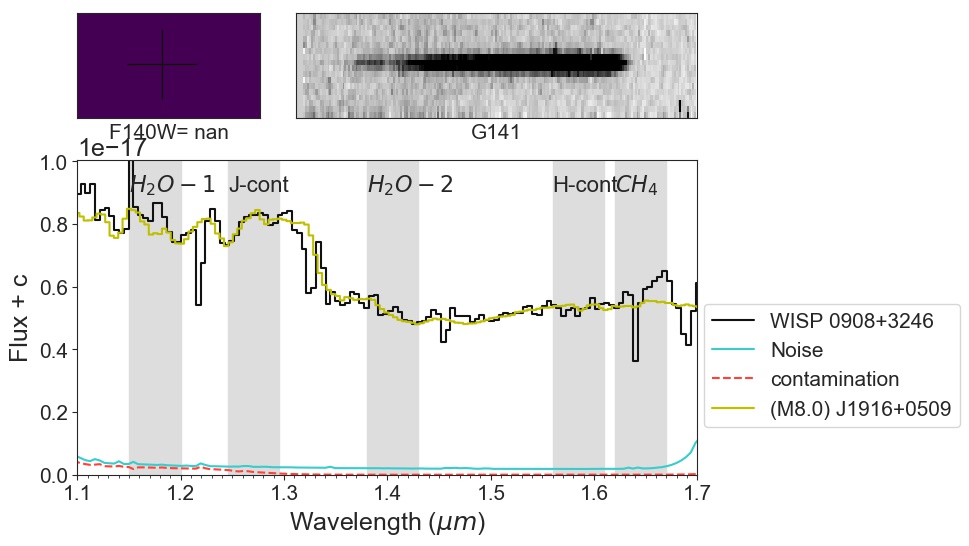 F140W= nan
G141
1e−17
H₂O − 1 J-cont H₂O − 2 H-cont CH₄
1.0
0.8
0.6
0.4
0.2
0.0
Flux + c
1.1 1.2 1.3 1.4 1.5 1.6 1.7
Wavelength (μm)
WISP 0908+3246
Noise
contamination
(M8.0) J1916+0509